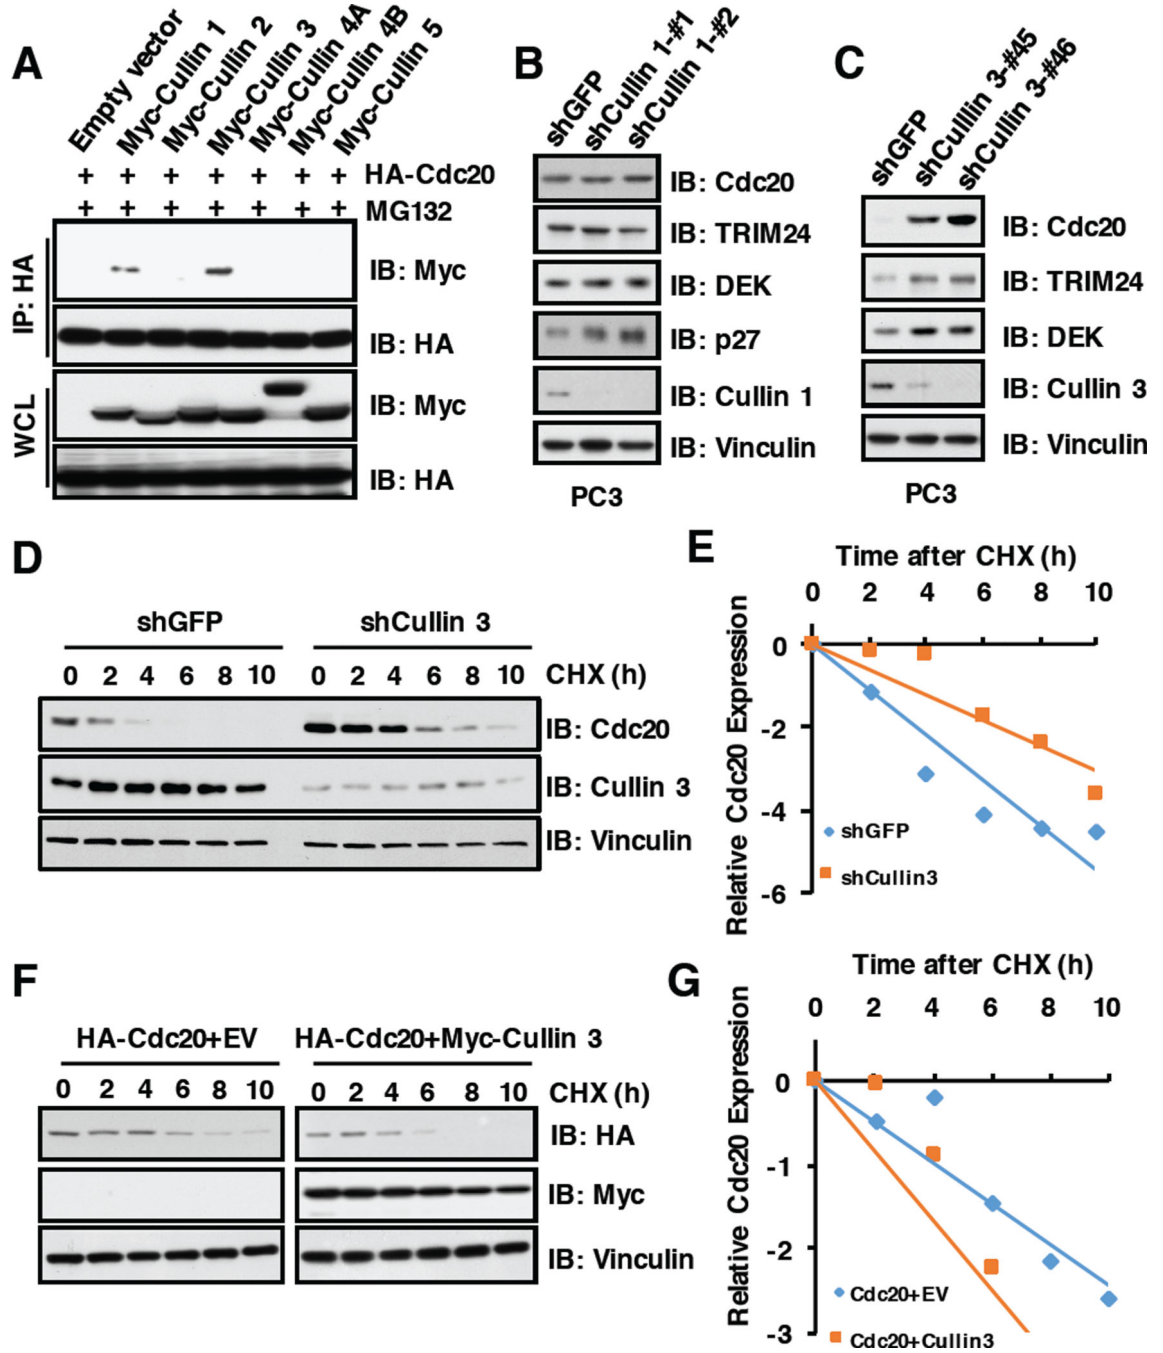 A
Empty vector
Myc-Cullin 1
Myc-Cullin 2
Myc-Cullin 3
Myc-Cullin 4A
Myc-Cullin 4B
Myc-Cullin 5
+ + + + + + + HA-Cdc20
+ + + + + + + MG132
IP: HA
IB: Myc
IB: HA
WCL
IB: Myc
IB: HA
B
shGFP
shCullin 1-#1
shCullin 1-#2
IB: Cdc20
IB: TRIM24
IB: DEK
IB: p27
IB: Cullin 1
IB: Vinculin
PC3
C
shGFP
shCulllin 3-#45
shCullin 3-#46
IB: Cdc20
IB: TRIM24
IB: DEK
IB: Cullin 3
IB: Vinculin
PC3
D
shGFP shCullin 3
0 2 4 6 8 10 0 2 4 6 8 10 CHX (h)
IB: Cdc20
IB: Cullin 3
IB: Vinculin
E
Time after CHX (h)
0 2 4 6 8 10
Relative Cdc20 Expression
0
-2
-4
-6
shGFP
shCullin3
F
HA-Cdc20+EV HA-Cdc20+Myc-Cullin 3
0 2 4 6 8 10 0 2 4 6 8 10 CHX (h)
IB: HA
IB: Myc
IB: Vinculin
G
Time after CHX (h)
0 2 4 6 8 10
Relative Cdc20 Expression
0
-1
-2
-3
Cdc20+EV
Cdc20+Cullin3